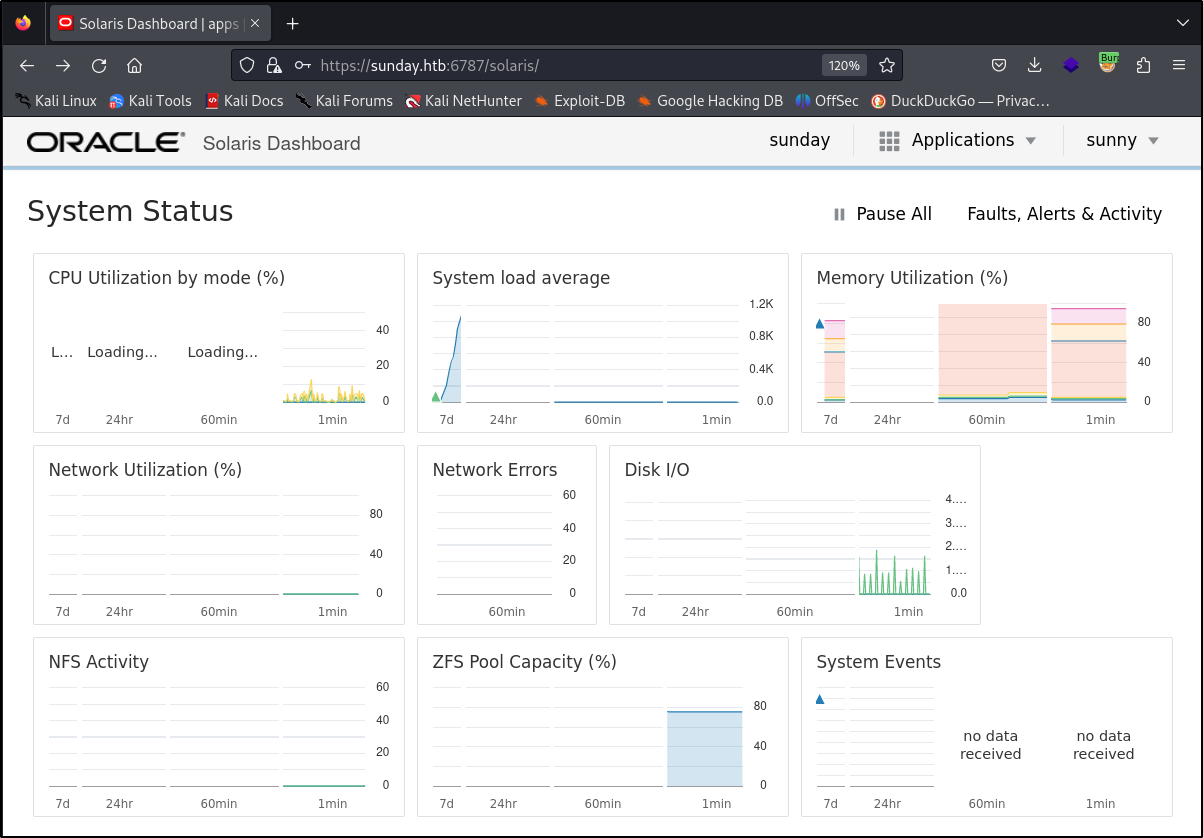 Solaris Dashboard | apps
https://sunday.htb:6787/solaris/
120%
Burp
Kali Linux Kali Tools Kali Docs Kali Forums Kali NetHunter Exploit-DB Google Hacking DB OffSec DuckDuckGo — Privac…
ORACLE® Solaris Dashboard sunday Applications sunny
System Status
Pause All Faults, Alerts & Activity
CPU Utilization by mode (%)
40
L... Loading... Loading...
20
0
7d 24hr 60min 1min
System load average
1.2K
0.8K
0.4K
0.0
7d 24hr 60min 1min
Memory Utilization (%)
80
40
0
7d 24hr 60min 1min
Network Utilization (%)
80
40
0
7d 24hr 60min 1min
Network Errors
60
40
20
0
60min
Disk I/O
4....
3....
2....
1....
0.0
7d 24hr 60min 1min
NFS Activity
60
40
20
0
7d 24hr 60min 1min
ZFS Pool Capacity (%)
80
40
0
7d 24hr 60min 1min
System Events
no data no data
received received
7d 24hr 60min 1min